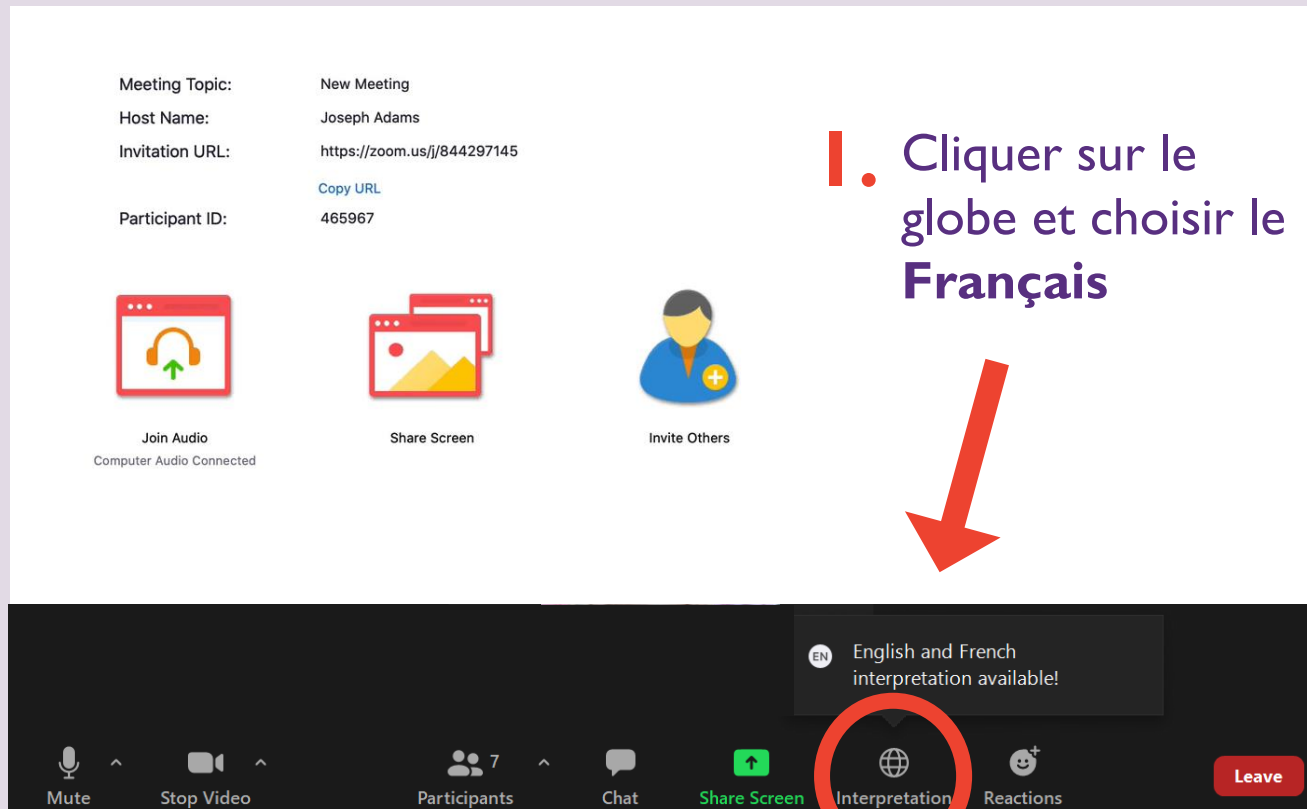 Meeting Topic: New Meeting
Host Name: Joseph Adams
Invitation URL: https://zoom.us/j/844297145
Copy URL
Participant ID: 465967
1. Cliquer sur le
globe et choisir le
Français
Join Audio
Computer Audio Connected
Share Screen
Invite Others
EN English and French
interpretation available!
7
Mute Stop Video Participants Chat Share Screen Interpretation Reactions Leave